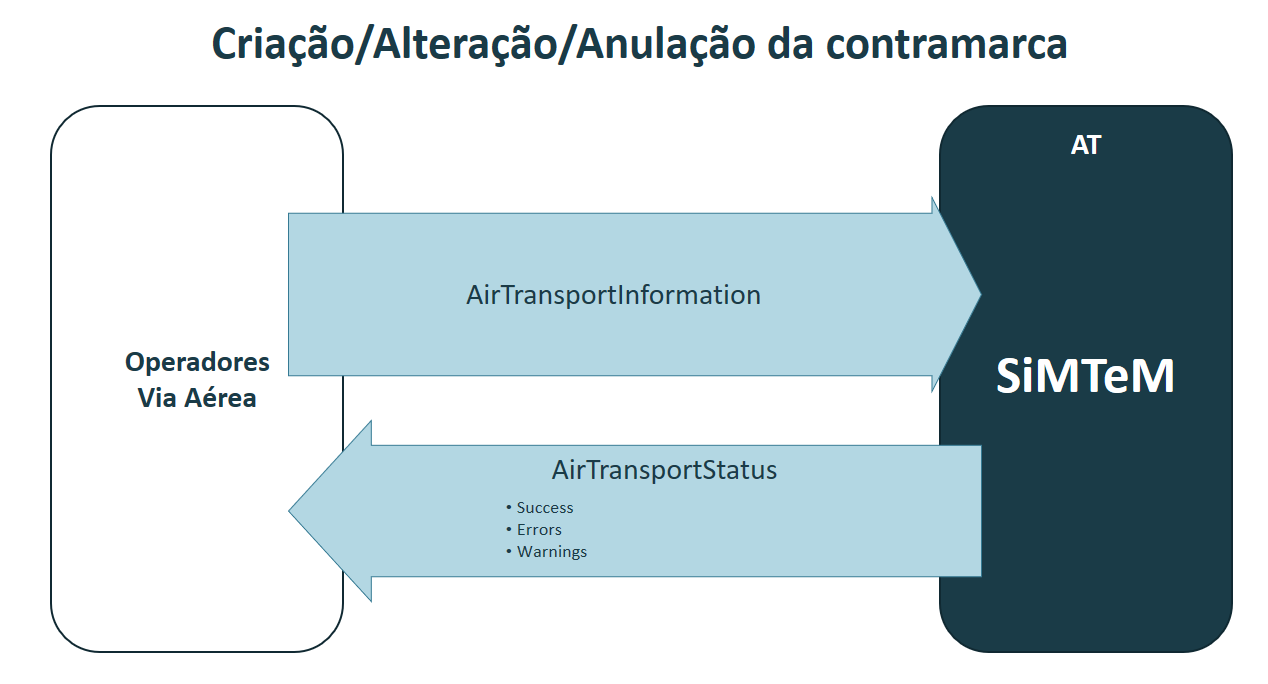 Criação/Alteração/Anulação da contramarca
AT
AirTransportInformation
Operadores
Via Aérea
SiMTeM
AirTransportStatus
• Success
• Errors
• Warnings